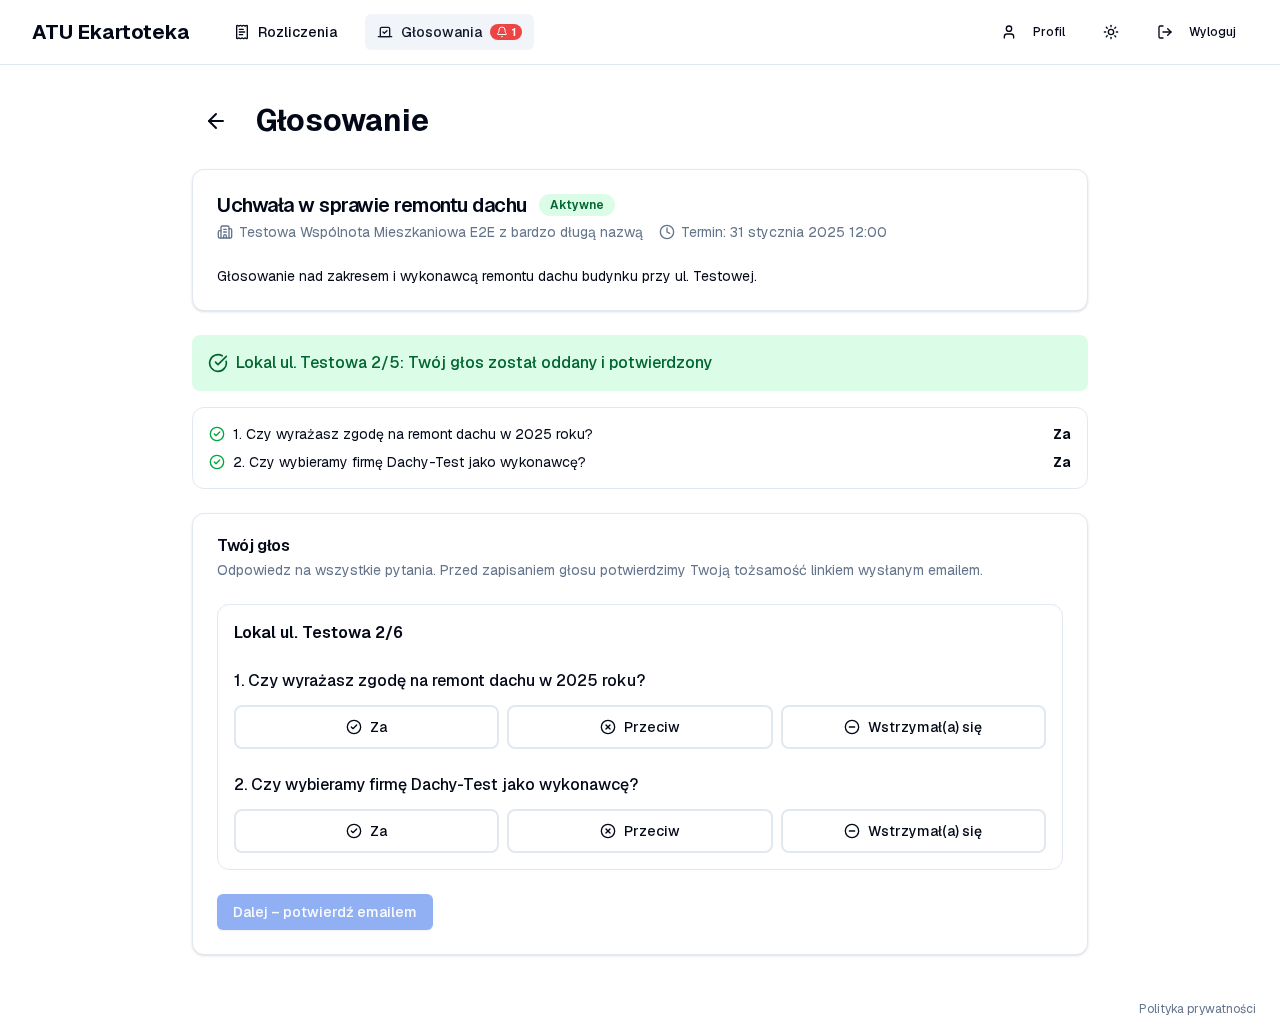 ATU Ekartoteka
Rozliczenia
Głosowania 1
Profil
Wyloguj
Głosowanie
Uchwała w sprawie remontu dachu Aktywne
Testowa Wspólnota Mieszkaniowa E2E z bardzo długą nazwą Termin: 31 stycznia 2025 12:00
Głosowanie nad zakresem i wykonawcą remontu dachu budynku przy ul. Testowej.
Lokal ul. Testowa 2/5: Twój głos został oddany i potwierdzony
1. Czy wyrażasz zgodę na remont dachu w 2025 roku? Za
2. Czy wybieramy firmę Dachy-Test jako wykonawcę? Za
Twój głos
Odpowiedz na wszystkie pytania. Przed zapisaniem głosu potwierdzimy Twoją tożsamość linkiem wysłanym emailem.
Lokal ul. Testowa 2/6
1. Czy wyrażasz zgodę na remont dachu w 2025 roku?
Za Przeciw Wstrzymał(a) się
2. Czy wybieramy firmę Dachy-Test jako wykonawcę?
Za Przeciw Wstrzymał(a) się
Dalej – potwierdź emailem
Polityka prywatności